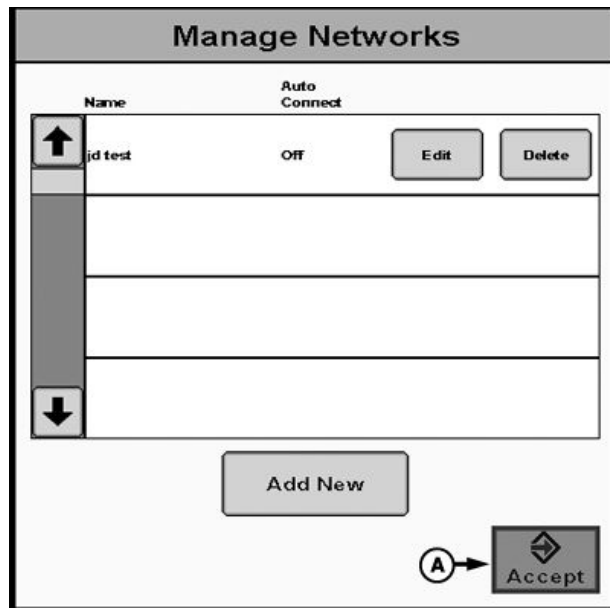 Manage Networks
Name
Auto
Connect
jd test
Off
Edit
Delete
Add New
A
Accept